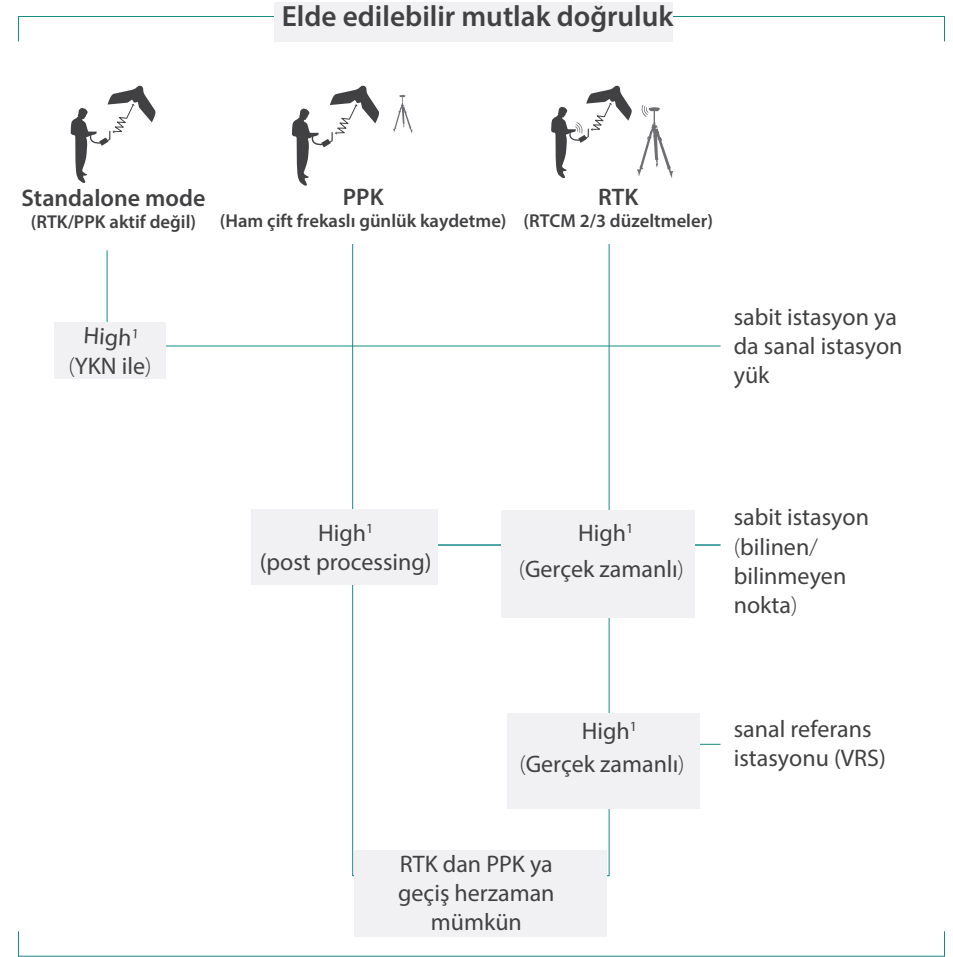 Elde edilebilir mutlak doğruluk
Standalone mode
(RTK/PPK aktif değil)
PPK
(Ham çift frekaslı günlük kaydetme)
RTK
(RTCM 2/3 düzeltmeler)
High¹
(YKN ile)
sabit istasyon ya
da sanal istasyon
yük
High¹
(post processing)
High¹
(Gerçek zamanlı)
sabit istasyon
(bilinen/
bilinmeyen
nokta)
High¹
(Gerçek zamanlı)
sanal referans
istasyonu (VRS)
RTK dan PPK ya
geçiş herzaman
mümkün